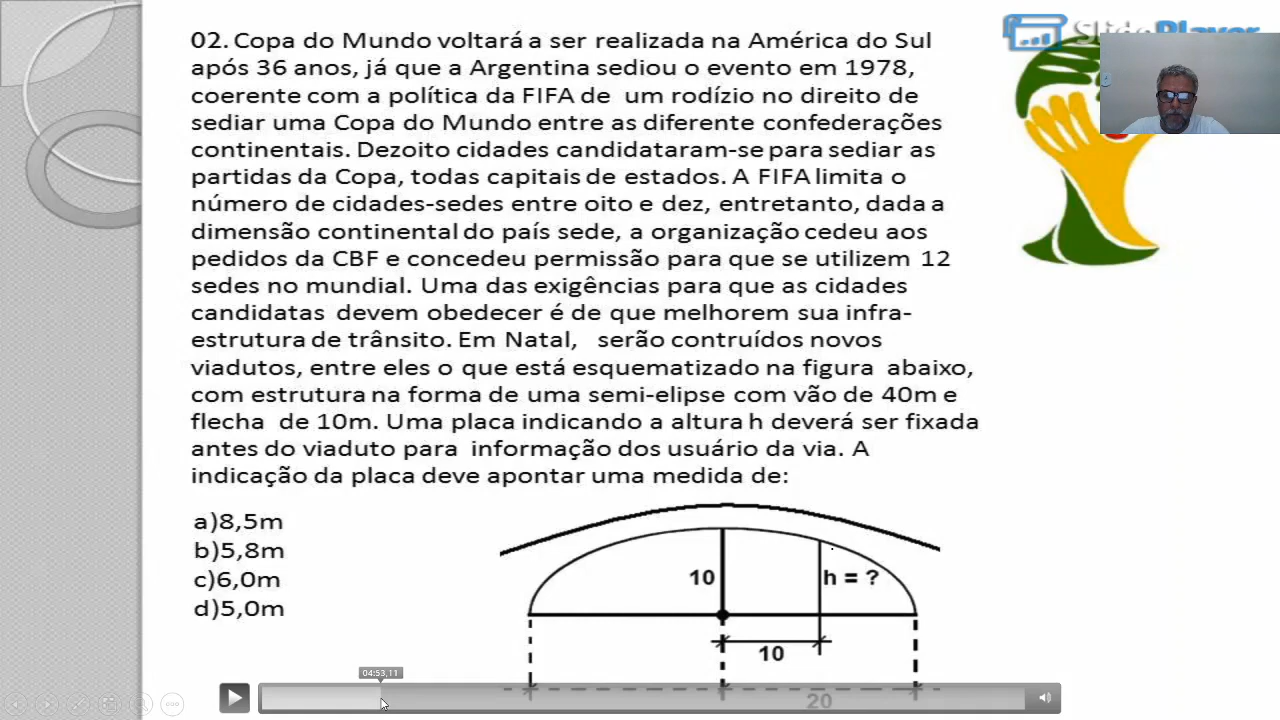 SlidePlayer
02. Copa do Mundo voltará a ser realizada na América do Sul
após 36 anos, já que a Argentina sediou o evento em 1978,
coerente com a política da FIFA de um rodízio no direito de
sediar uma Copa do Mundo entre as diferente confederações
continentais. Dezoito cidades candidataram-se para sediar as
partidas da Copa, todas capitais de estados. A FIFA limita o
número de cidades-sedes entre oito e dez, entretanto, dada a
dimensão continental do país sede, a organização cedeu aos
pedidos da CBF e concedeu permissão para que se utilizem 12
sedes no mundial. Uma das exigências para que as cidades
candidatas devem obedecer é de que melhorem sua infra-
estrutura de trânsito. Em Natal, serão contruídos novos
viadutos, entre eles o que está esquematizado na figura abaixo,
com estrutura na forma de uma semi-elipse com vão de 40m e
flecha de 10m. Uma placa indicando a altura h deverá ser fixada
antes do viaduto para informação dos usuário da via. A
indicação da placa deve apontar uma medida de:
a)8,5m
b)5,8m
c)6,0m
d)5,0m
10
h = ?
10
20
04:53,11